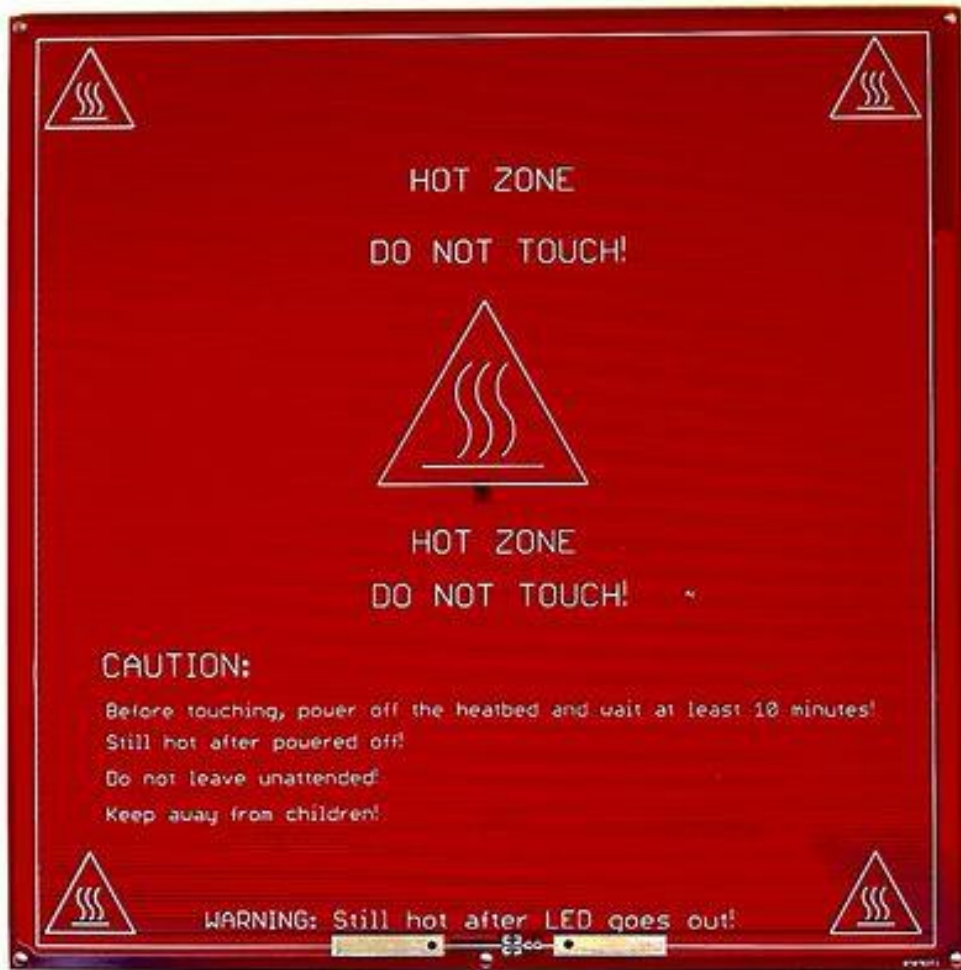 HOT ZONE
DO NOT TOUCH!
HOT ZONE
DO NOT TOUCH!
CAUTION:
Before touching, power off the heatbed and wait at least 10 minutes!
Still hot after powered off!
Do not leave unattended!
Keep away from children!
WARNING: Still hot after LED goes out!